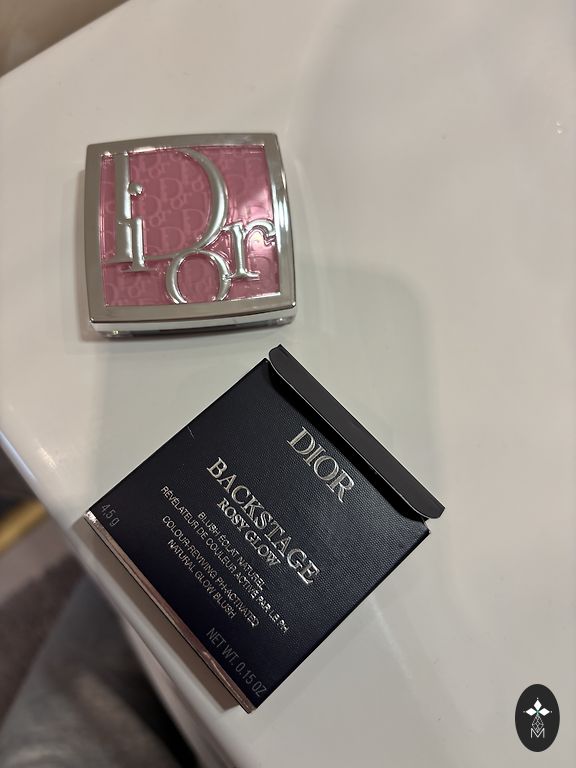 Dior
DIOR
BACKSTAGE
ROSY GLOW
BLUSH ÉCLAT NATUREL
RÉVÉLATEUR DE COULEUR ACTIVÉ PAR LE PH
COLOUR-REVIVING PH-ACTIVATED
NATURAL GLOW BLUSH
4,5 g
NET WT. 0.15 OZ
M